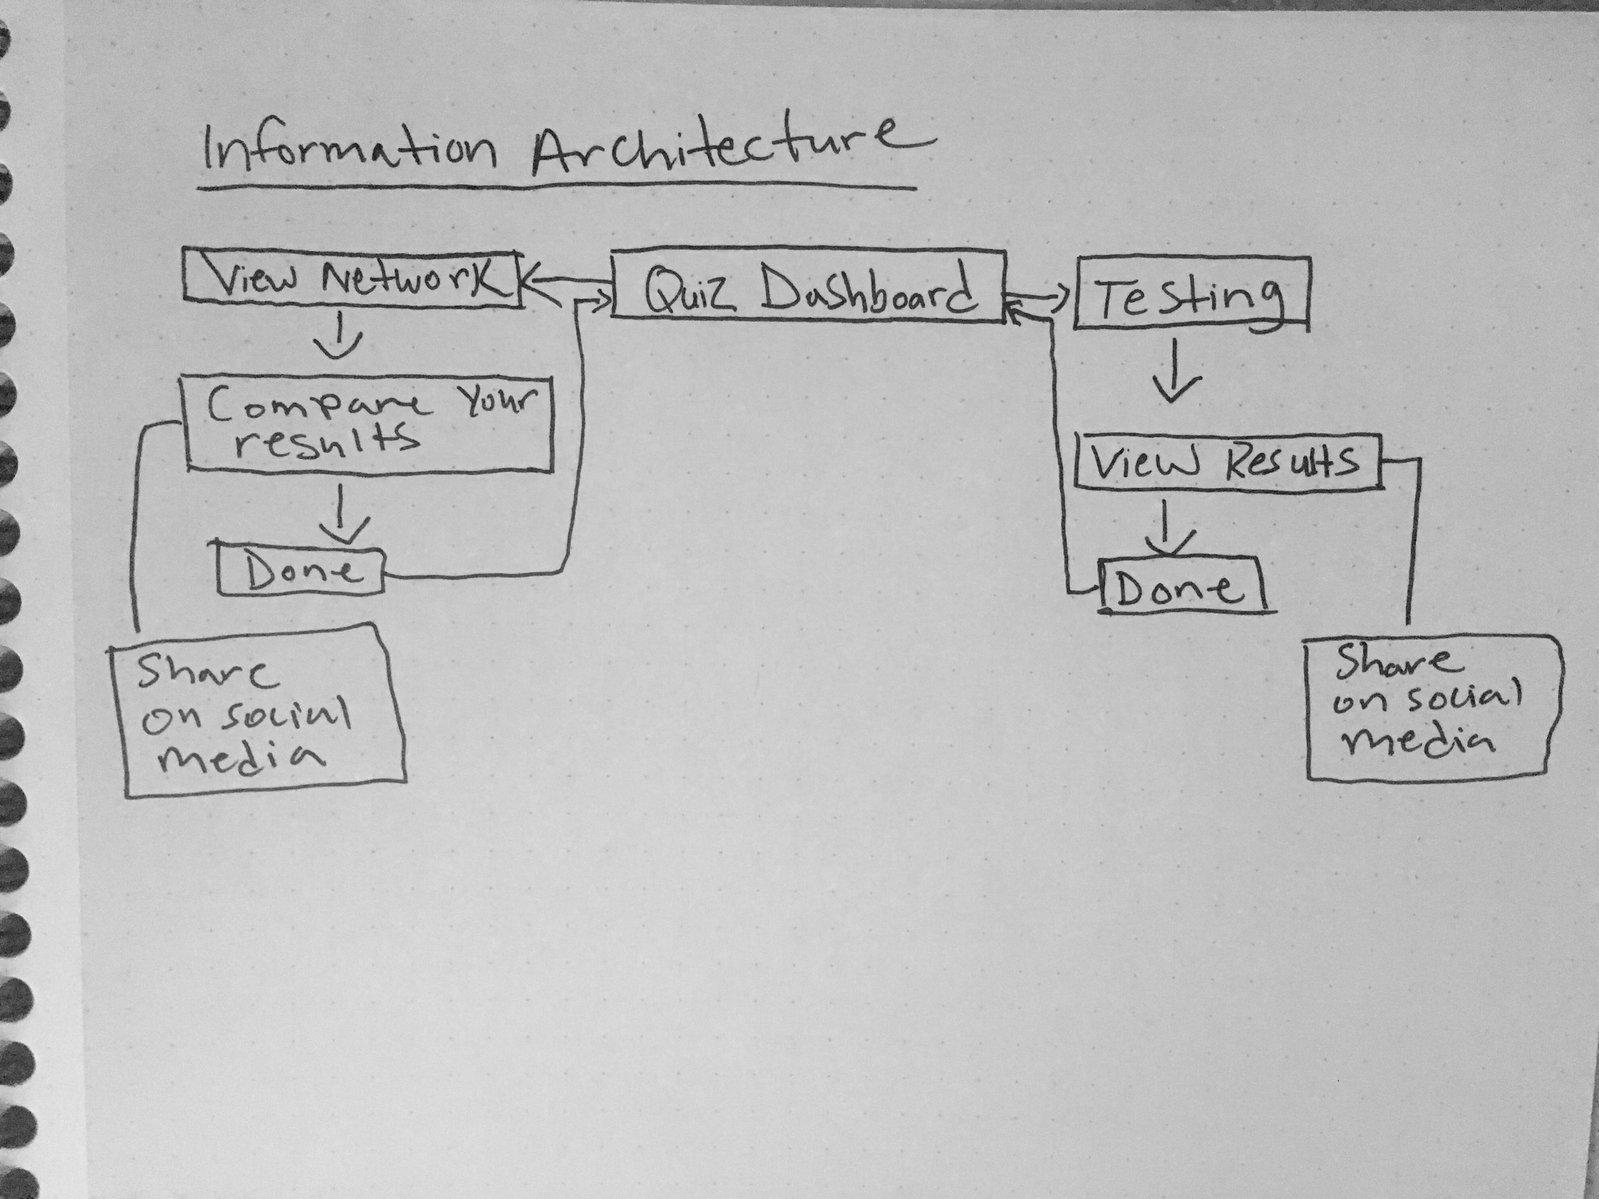 Information Architecture
View Network
Quiz Dashboard
Testing
Compare Your
results
View Results
Done
Done
Share
on social
media
Share
on social
media